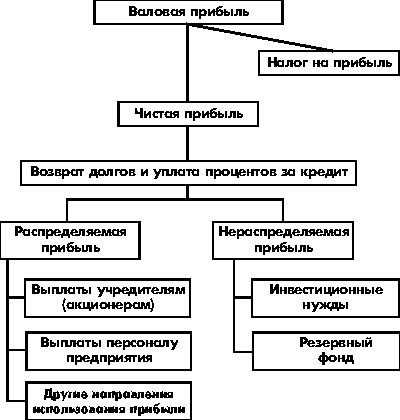 Валовая прибыль
Налог на прибыль
Чистая прибыль
Возврат долгов и уплата процентов за кредит
Распределяемая
прибыль
Нераспределяемая
прибыль
Выплаты учредителям
(акционерам)
Инвестиционные
нужды
Выплаты персоналу
предприятия
Резервный
фонд
Другие направления
использования прибыли